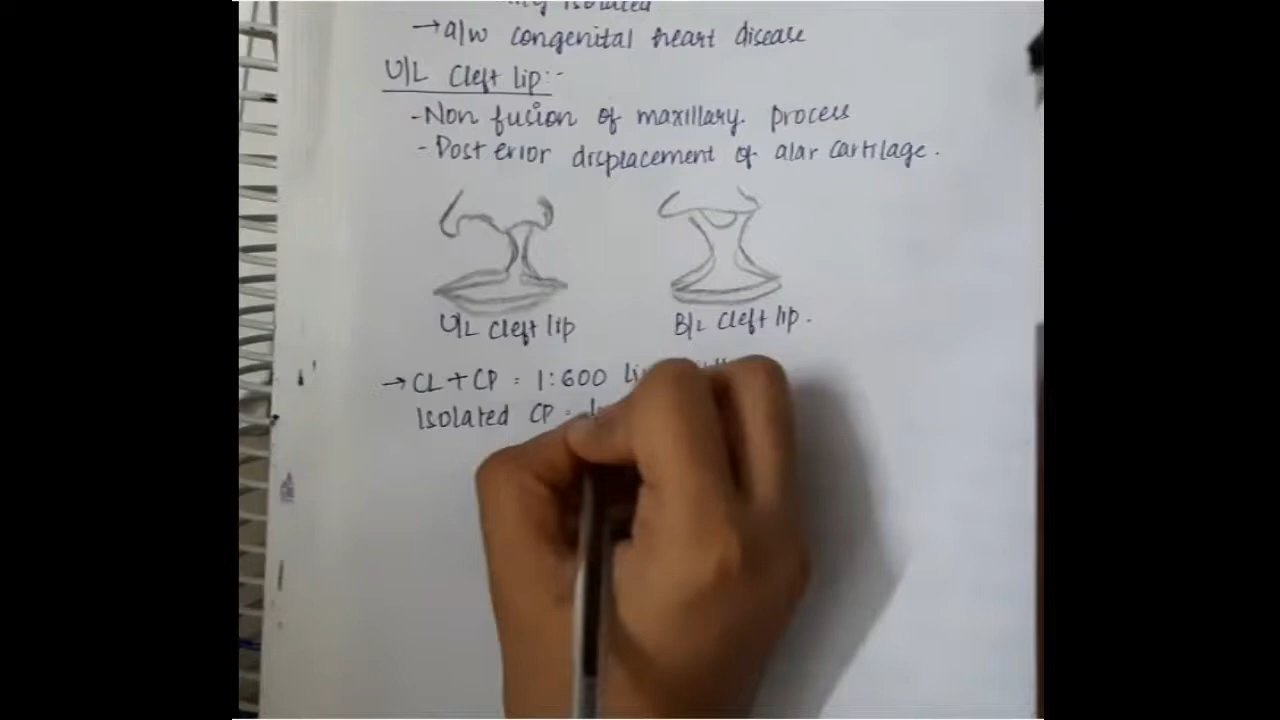 isolated
→ a/w congenital heart disease
U/L Cleft lip:-
- Non fusion of maxillary process
- Posterior displacement of alar cartilage.
U/L cleft lip
B/L cleft lip.
→ CL + CP = 1:600
Isolated CP =